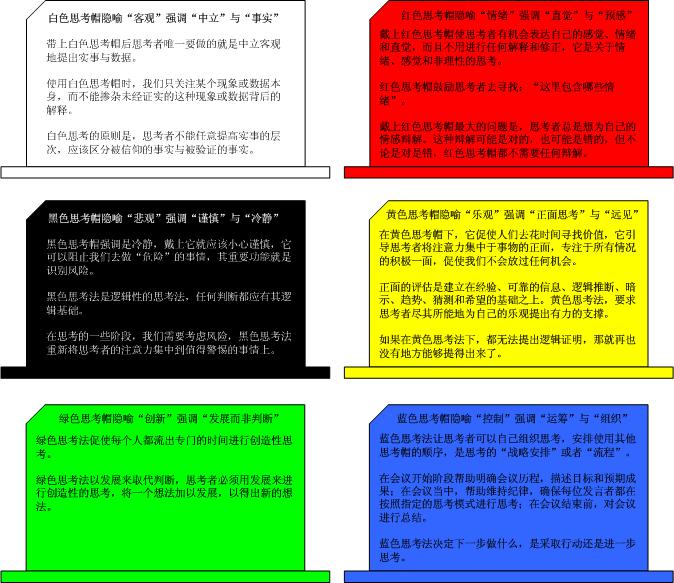 白色思考帽隐喻“客观”强调“中立”与“事实”
带上白色思考帽后思考者唯一要做的就是中立客观
地提出实事与数据。
使用白色思考帽时，我们只关注某个现象或数据本
身，而不能掺杂未经证实的这种现象或数据背后的
解释。
白色思考的原则是，思考者不能任意提高实事的层
次，应该区分被信仰的事实与被验证的事实。
红色思考帽隐喻“情绪”强调“直觉”与“预感”
戴上红色思考帽使思考者有机会表达自己的感觉、情绪
和直觉，而且不用进行任何解释和修正，它是关于情
绪、感觉和非理性的思考。
红色思考帽鼓励思考者去寻找：“这里包含哪些情
绪”。
戴上红色思考帽最大的问题是，思考者总是想为自己的
情感辩解。这种辩解可能是对的，也可能是错的，但不
论是对是错，红色思考帽都不需要任何辩解。
黑色思考帽隐喻“悲观”强调“谨慎”与“冷静”
黑色思考帽强调是冷静，戴上它就应该小心谨慎，它
可以阻止我们去做“危险”的事情，其重要功能就是
识别风险。
黑色思考法是逻辑性的思考法，任何判断都应有其逻
辑基础。
在思考的一些阶段，我们需要考虑风险，黑色思考法
重新将思考者的注意力集中到值得警惕的事情上。
黄色思考帽隐喻“乐观”强调“正面思考”与“远见”
在黄色思考帽下，它促使人们去花时间寻找价值，它引
导思考者将注意力集中于事物的正面，专注于所有情况
的积极一面，促使我们不会放过任何机会。
正面的评估是建立在经验、可靠的信息、逻辑推断、暗
示、趋势、猜测和希望的基础之上。黄色思考法，要求
思考者尽其所能地为自己的乐观提出有力的支撑。
如果在黄色思考法下，都无法提出逻辑证明，那就再也
没有地方能够提得出来了。
绿色思考帽隐喻“创新”强调“发展而非判断”
绿色思考法促使每个人都流出专门的时间进行创造性思
考。
绿色思考法以发展来取代判断，思考者必须用发展来进
行创造性的思考，将一个想法加以发展，以得出新的想
法。
蓝色思考帽隐喻“控制”强调“运筹”与“组织”
蓝色思考法让思考者可以自己组织思考，安排使用其他
思考帽的顺序，是思考的“战略安排”或者“流程”。
在会议开始阶段帮助明确会议历程，描述目标和预期成
果；在会议当中，帮助维持纪律，确保每位发言者都在
按照指定的思考模式进行思考；在会议结束前，对会议
进行总结。
蓝色思考法决定下一步做什么，是采取行动还是进一步
思考。